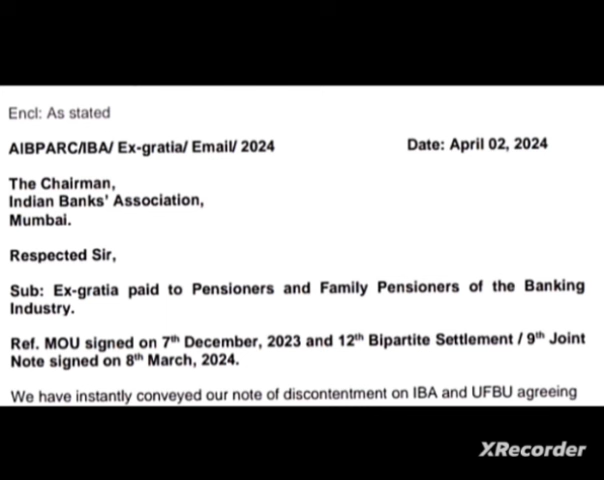 Encl: As stated
AIBPARC/IBA/ Ex-gratia/ Email/ 2024 Date: April 02, 2024
The Chairman,
Indian Banks' Association,
Mumbai.
Respected Sir,
Sub: Ex-gratia paid to Pensioners and Family Pensioners of the Banking
Industry.
Ref. MOU signed on 7th December, 2023 and 12th Bipartite Settlement / 9th Joint
Note signed on 8th March, 2024.
We have instantly conveyed our note of discontentment on IBA and UFBU agreeing
XRecorder